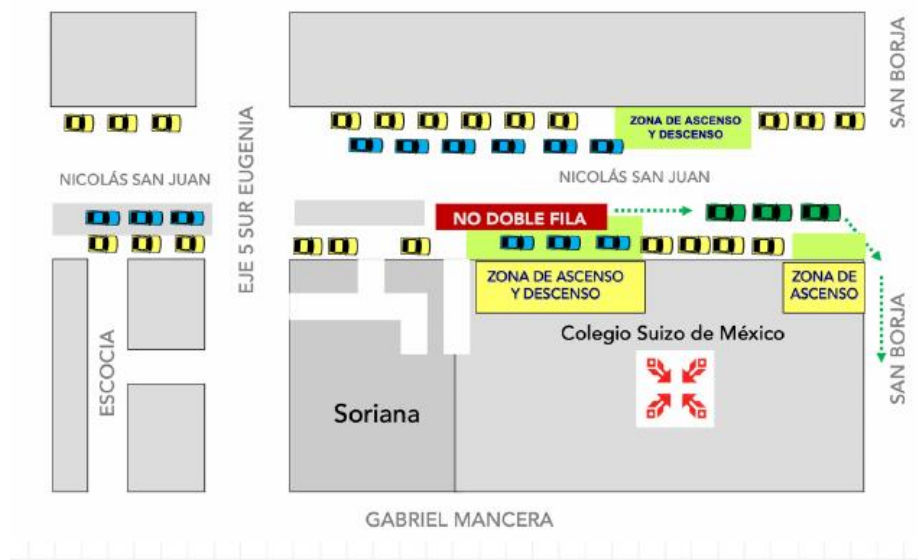 SAN BORJA
EJE 5 SUR EUGENIA
ZONA DE ASCENSO
Y DESCENSO
NICOLÁS SAN JUAN
NICOLÁS SAN JUAN
NO DOBLE FILA
ZONA DE ASCENSO
Y DESCENSO
ZONA DE
ASCENSO
ESCOCIA
Colegio Suizo de México
SAN BORJA
Soriana
GABRIEL MANCERA